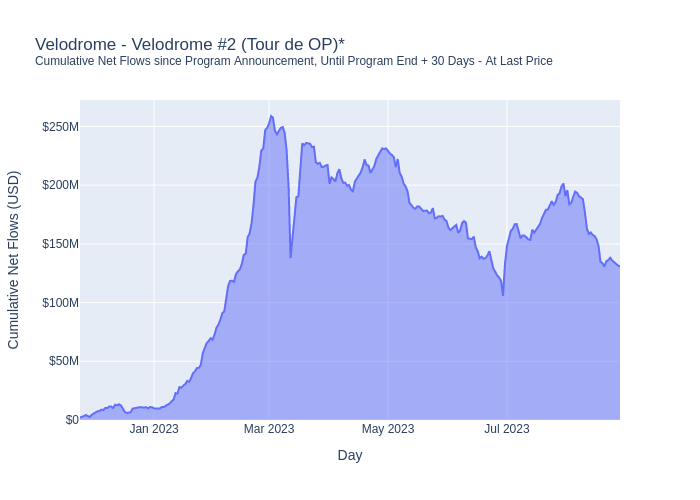 Velodrome - Velodrome #2 (Tour de OP)*
Cumulative Net Flows since Program Announcement, Until Program End + 30 Days - At Last Price
Cumulative Net Flows (USD)
$250M
$200M
$150M
$100M
$50M
$0
Jan 2023
Mar 2023
May 2023
Jul 2023
Day